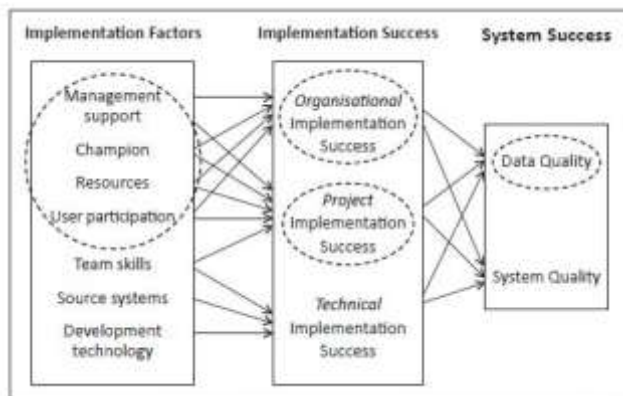 Implementation Factors
Implementation Success
System Success
Management
support
Champion
Resources
User participation
Team skills
Source systems
Development
technology
Organisational
Implementation
Success
Project
Implementation
Success
Technical
Implementation
Success
Data Quality
System Quality